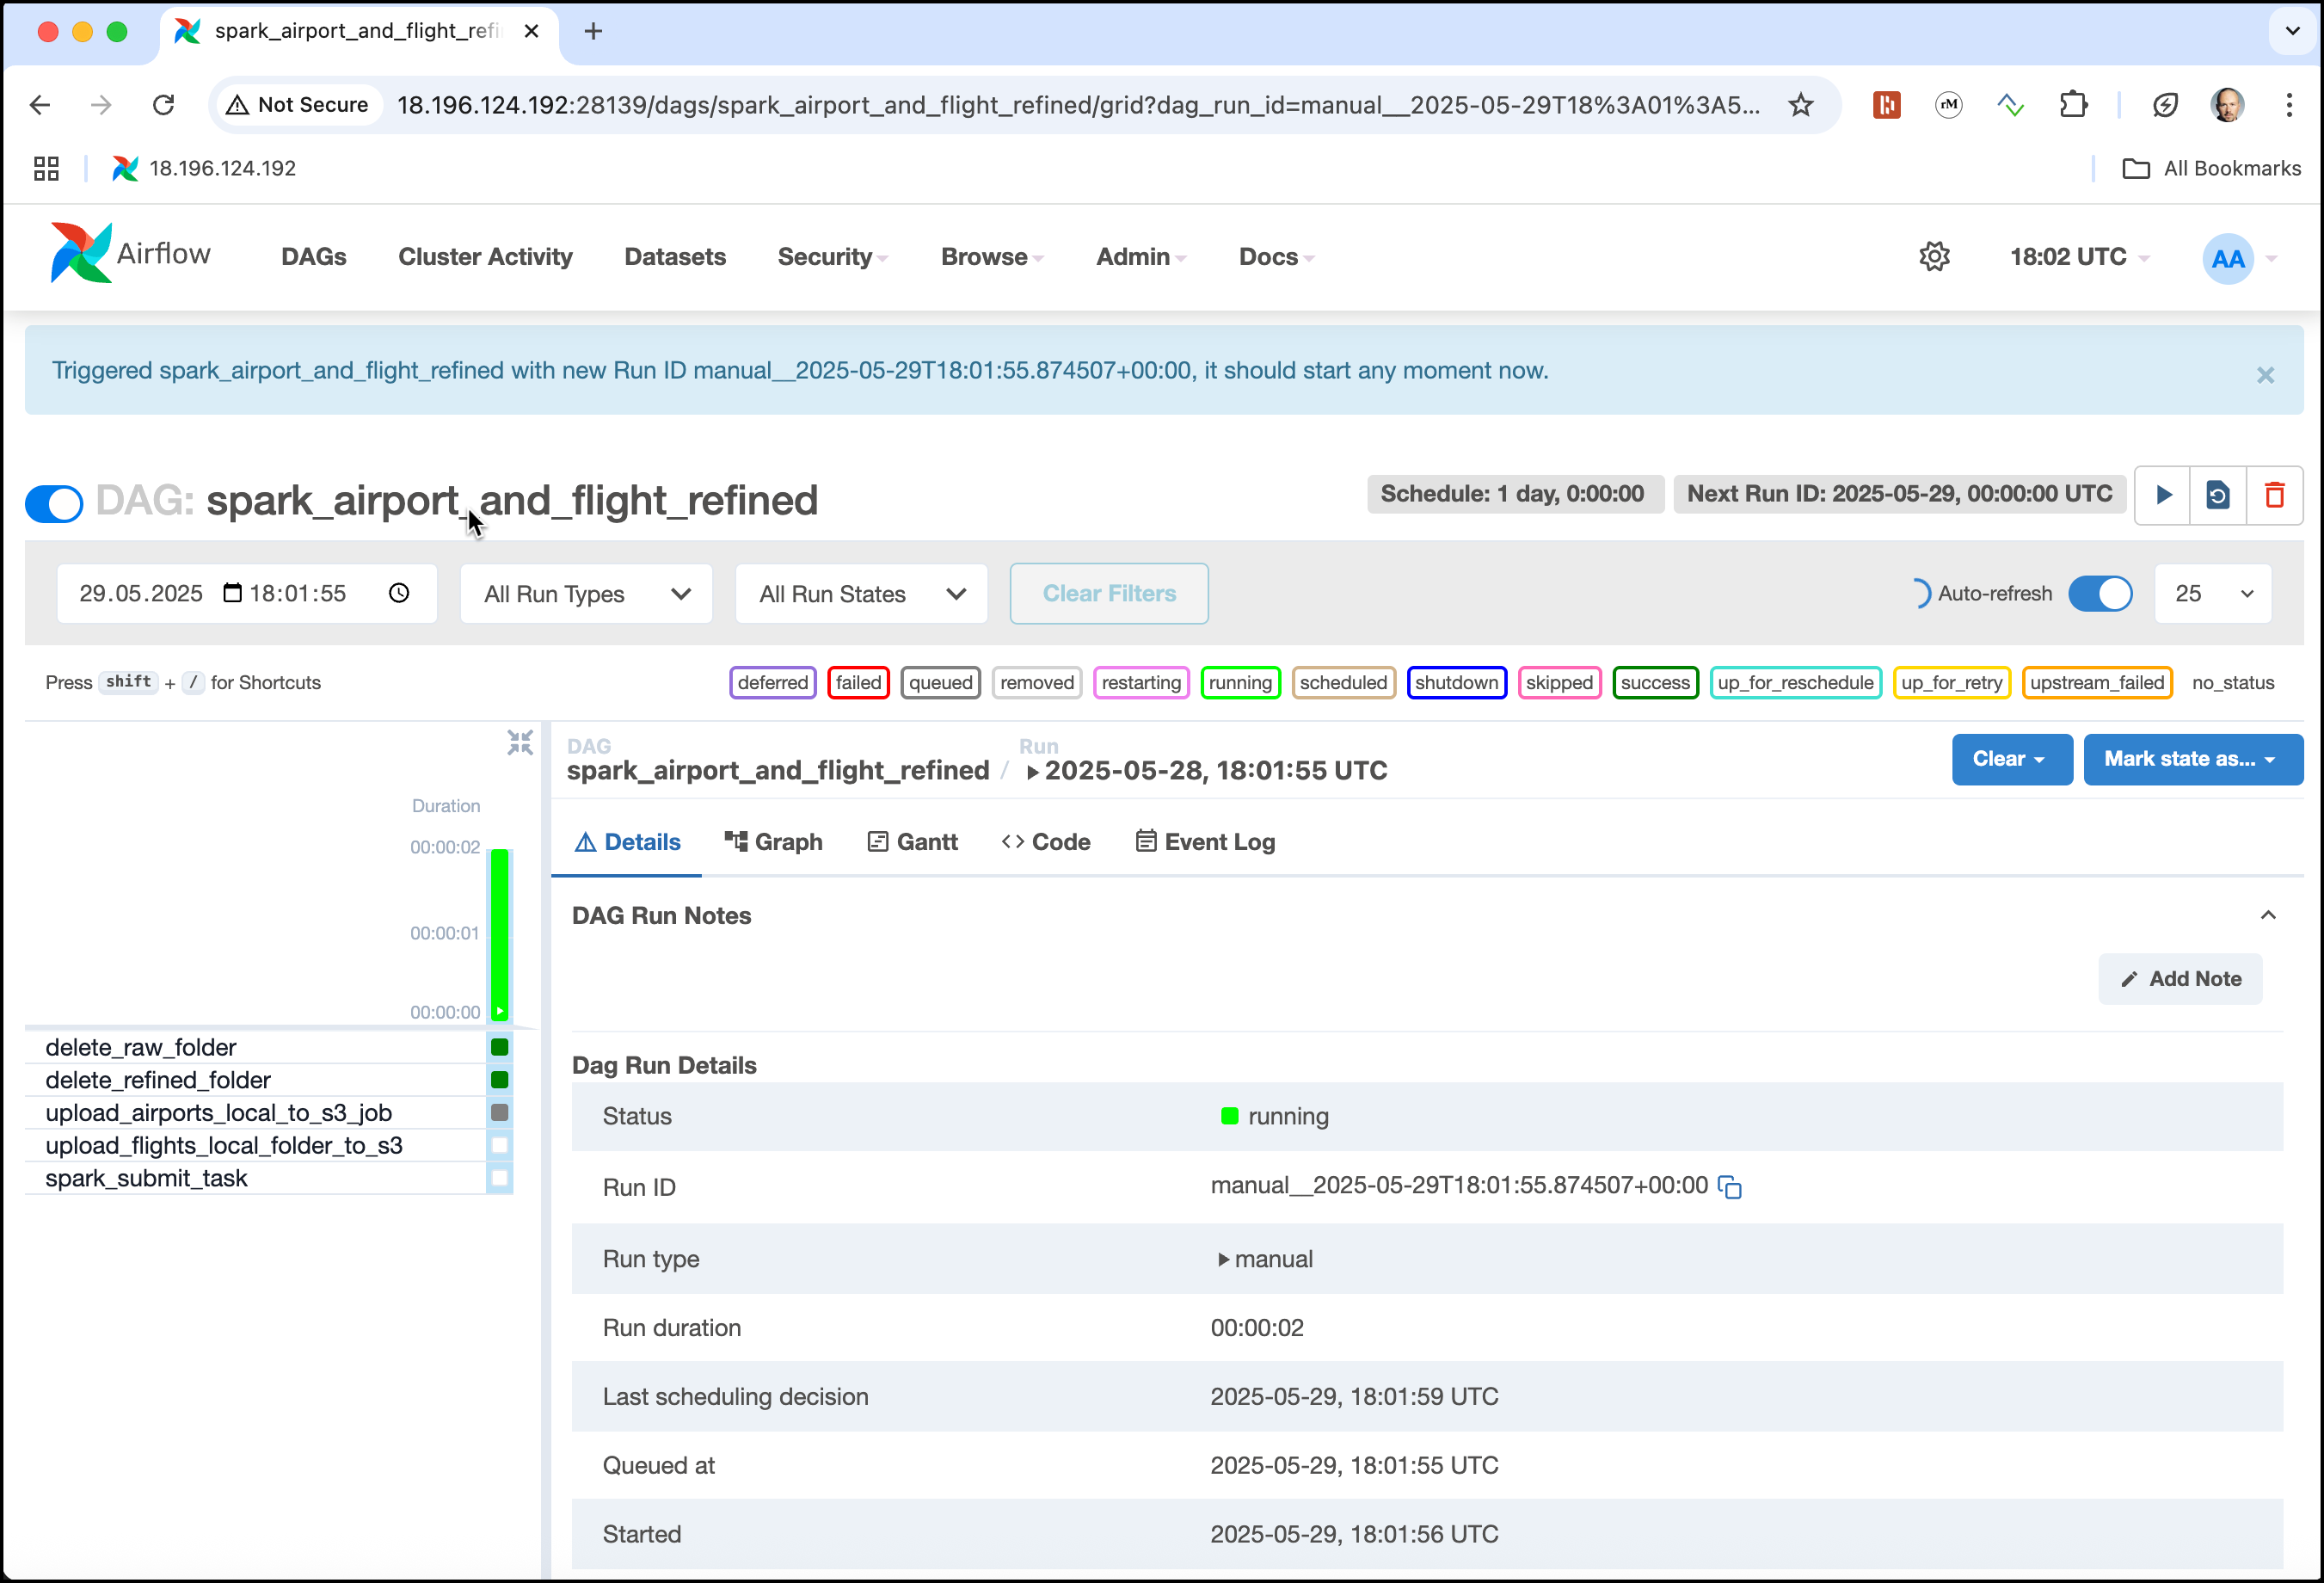 spark_airport_and_flight_refi
Not Secure 18.196.124.192:28139/dags/spark_airport_and_flight_refined/grid?dag_run_id=manual__2025-05-29T18%3A01%3A5...
rM
18.196.124.192 All Bookmarks
Airflow DAGs Cluster Activity Datasets Security Browse Admin Docs 18:02 UTC AA
Triggered spark_airport_and_flight_refined with new Run ID manual__2025-05-29T18:01:55.874507+00:00, it should start any moment now. ×
DAG: spark_airport_and_flight_refined Schedule: 1 day, 0:00:00 Next Run ID: 2025-05-29, 00:00:00 UTC
29.05.2025 18:01:55 All Run Types All Run States Clear Filters Auto-refresh 25
Press shift + / for Shortcuts deferred failed queued removed restarting running scheduled shutdown skipped success up_for_reschedule up_for_retry upstream_failed no_status
DAG Run
spark_airport_and_flight_refined / 2025-05-28, 18:01:55 UTC Clear Mark state as...
Duration
00:00:02
00:00:01
00:00:00
delete_raw_folder
delete_refined_folder
upload_airports_local_to_s3_job
upload_flights_local_folder_to_s3
spark_submit_task
Details Graph Gantt Code Event Log
DAG Run Notes
Add Note
Dag Run Details
Status running
Run ID manual__2025-05-29T18:01:55.874507+00:00
Run type manual
Run duration 00:00:02
Last scheduling decision 2025-05-29, 18:01:59 UTC
Queued at 2025-05-29, 18:01:55 UTC
Started 2025-05-29, 18:01:56 UTC